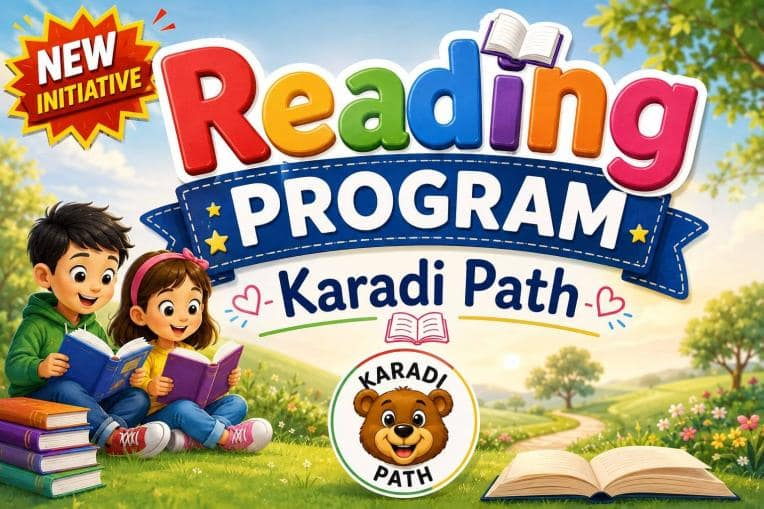 NEW
INITIATIVE
Reading
PROGRAM
Karadi Path
KARADI
PATH